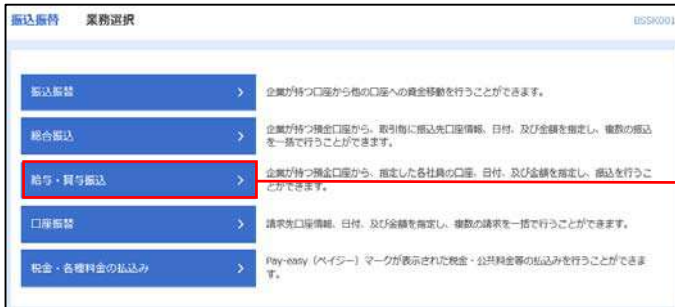 振込振替 業務選択 BSSK001
振込振替 企業が持つ口座から他の口座への資金移動を行うことができます。
総合振込 企業が持つ預金口座から、取引毎に振込先口座情報、日付、及び金額を指定し、複数の振込
を一括で行うことができます。
給与・賞与振込 企業が持つ預金口座から、指定した各社員の口座、日付、及び金額を指定し、振込を行うこ
とができます。
口座振替 請求先口座情報、日付、及び金額を指定し、複数の請求を一括で行うことができます。
税金・各種料金の払込み Pay-easy（ペイジー）マークが表示された税金・公共料金等の払込みを行うことができま
す。